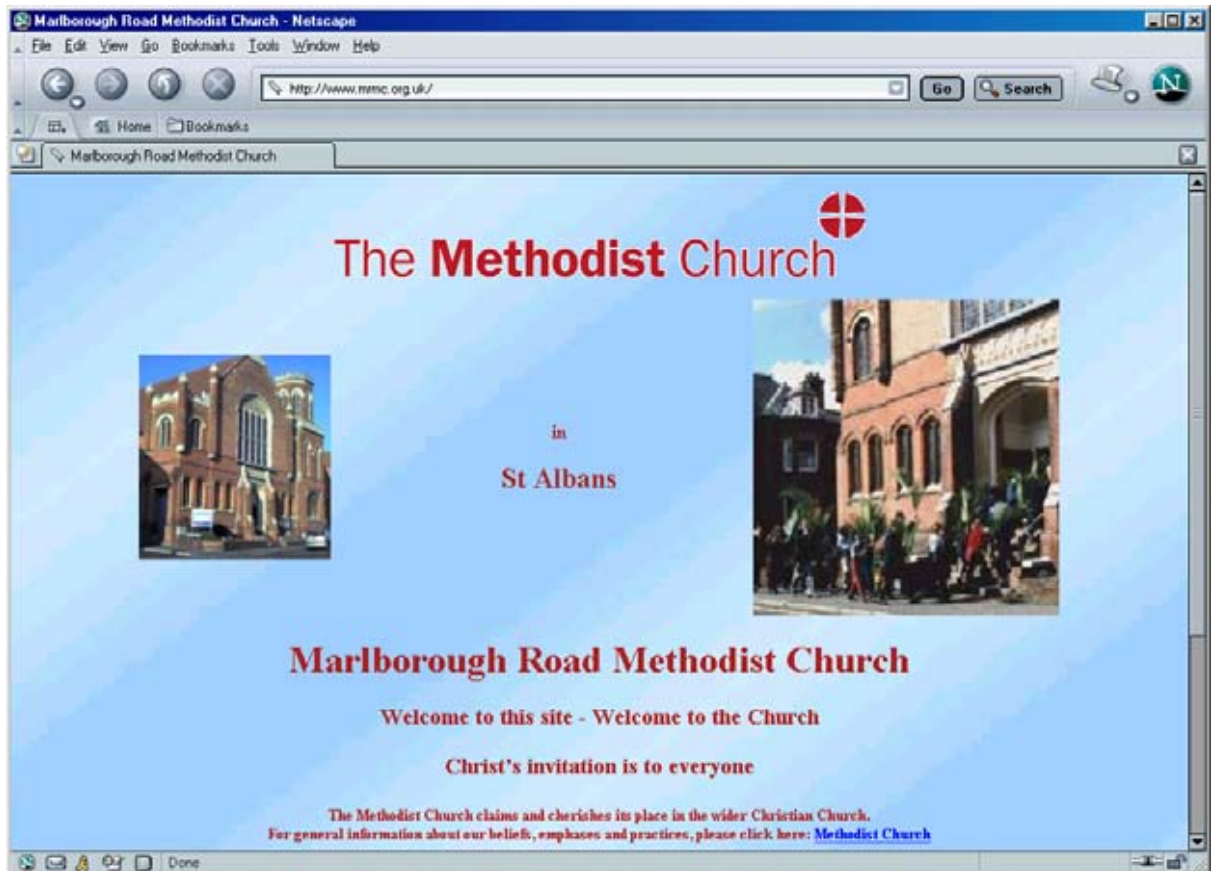 Marlborough Road Methodist Church - Netscape
File Edit View Go Bookmarks Tools Window Help
http://www.mrmc.org.uk/ Go Search N
Home Bookmarks
Marlborough Road Methodist Church
The Methodist Church
in
St Albans
Marlborough Road Methodist Church
Welcome to this site - Welcome to the Church
Christ's invitation is to everyone
The Methodist Church claims and cherishes its place in the wider Christian Church.
For general information about our beliefs, emphases and practices, please click here: Methodist Church
Done